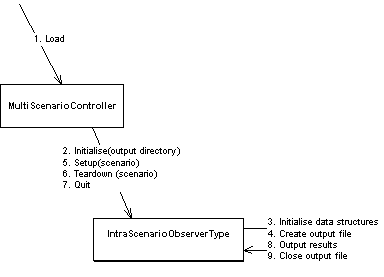 1. Load
MultiScenarioController
2. Initialise(output directory)
5. Setup(scenario)
6. Teardown (scenario)
7. Quit
IntraScenarioObserverType
3. Initialise data structures
4. Create output file
8. Output results
9. Close output file